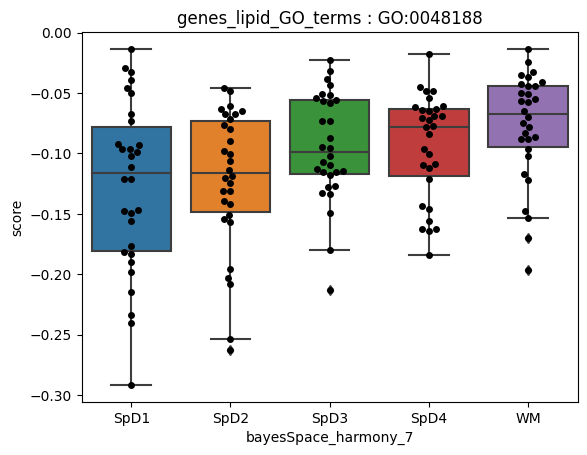 genes_lipid_GO_terms : GO:0048188
0.00
−0.05
−0.10
−0.15
−0.20
−0.25
−0.30
score
SpD1 SpD2 SpD3 SpD4 WM
bayesSpace_harmony_7